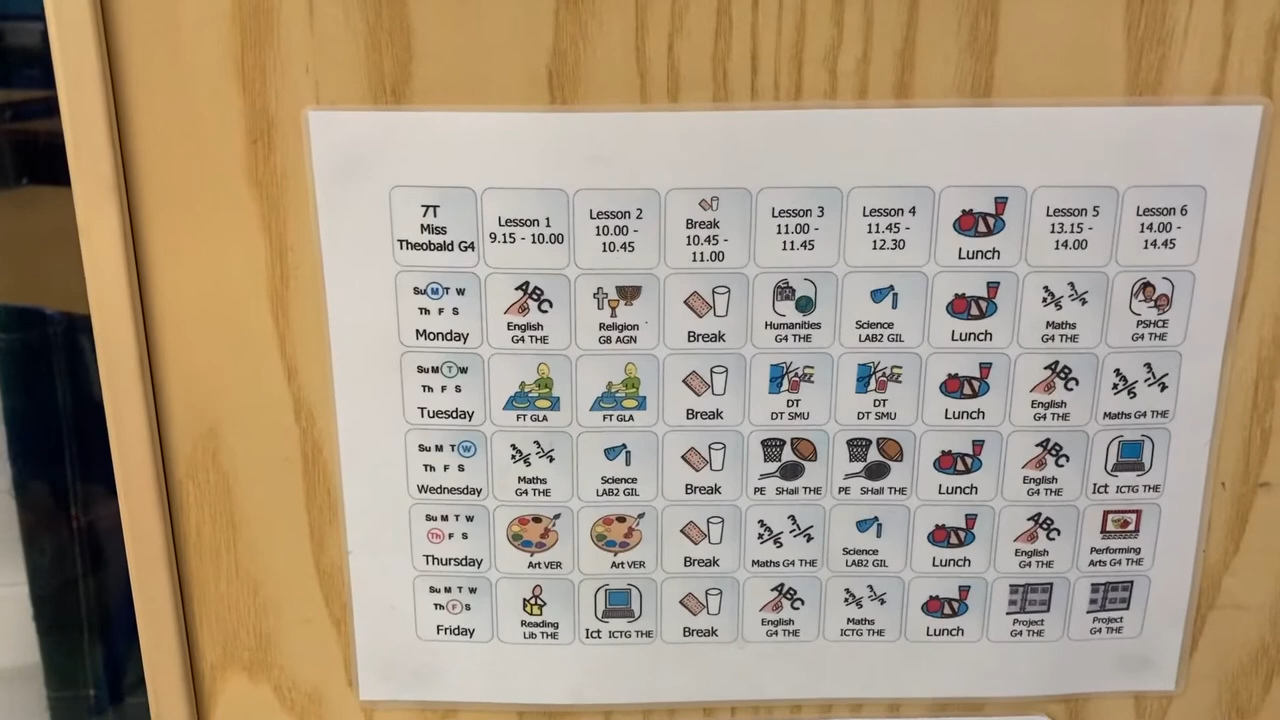 7T
Miss
Theobald G4
Lesson 1
9.15 - 10.00
Lesson 2
10.00 -
10.45
Break
10.45 -
11.00
Lesson 3
11.00 -
11.45
Lesson 4
11.45 -
12.30
Lunch
Lesson 5
13.15 -
14.00
Lesson 6
14.00 -
14.45
Su M T W
Th F S
Monday
ABC
English
G4 THE
Religion
G8 AGN
Break
Humanities
G4 THE
Science
LAB2 GIL
Lunch
Maths
G4 THE
PSHCE
G4 THE
Su M T W
Th F S
Tuesday
FT GLA
FT GLA
Break
DT
DT SMU
DT
DT SMU
Lunch
ABC
English
G4 THE
Maths G4 THE
Su M T W
Th F S
Wednesday
Maths
G4 THE
Science
LAB2 GIL
Break
PE SHall THE
PE SHall THE
Lunch
ABC
English
G4 THE
Ict ICTG THE
Su M T W
Th F S
Thursday
Art VER
Art VER
Break
Maths G4 THE
Science
LAB2 GIL
Lunch
ABC
English
G4 THE
Performing
Arts G4 THE
Su M T W
Th F S
Friday
Reading
Lib THE
Ict ICTG THE
Break
ABC
English
G4 THE
Maths
ICTG THE
Lunch
Project
G4 THE
Project
G4 THE